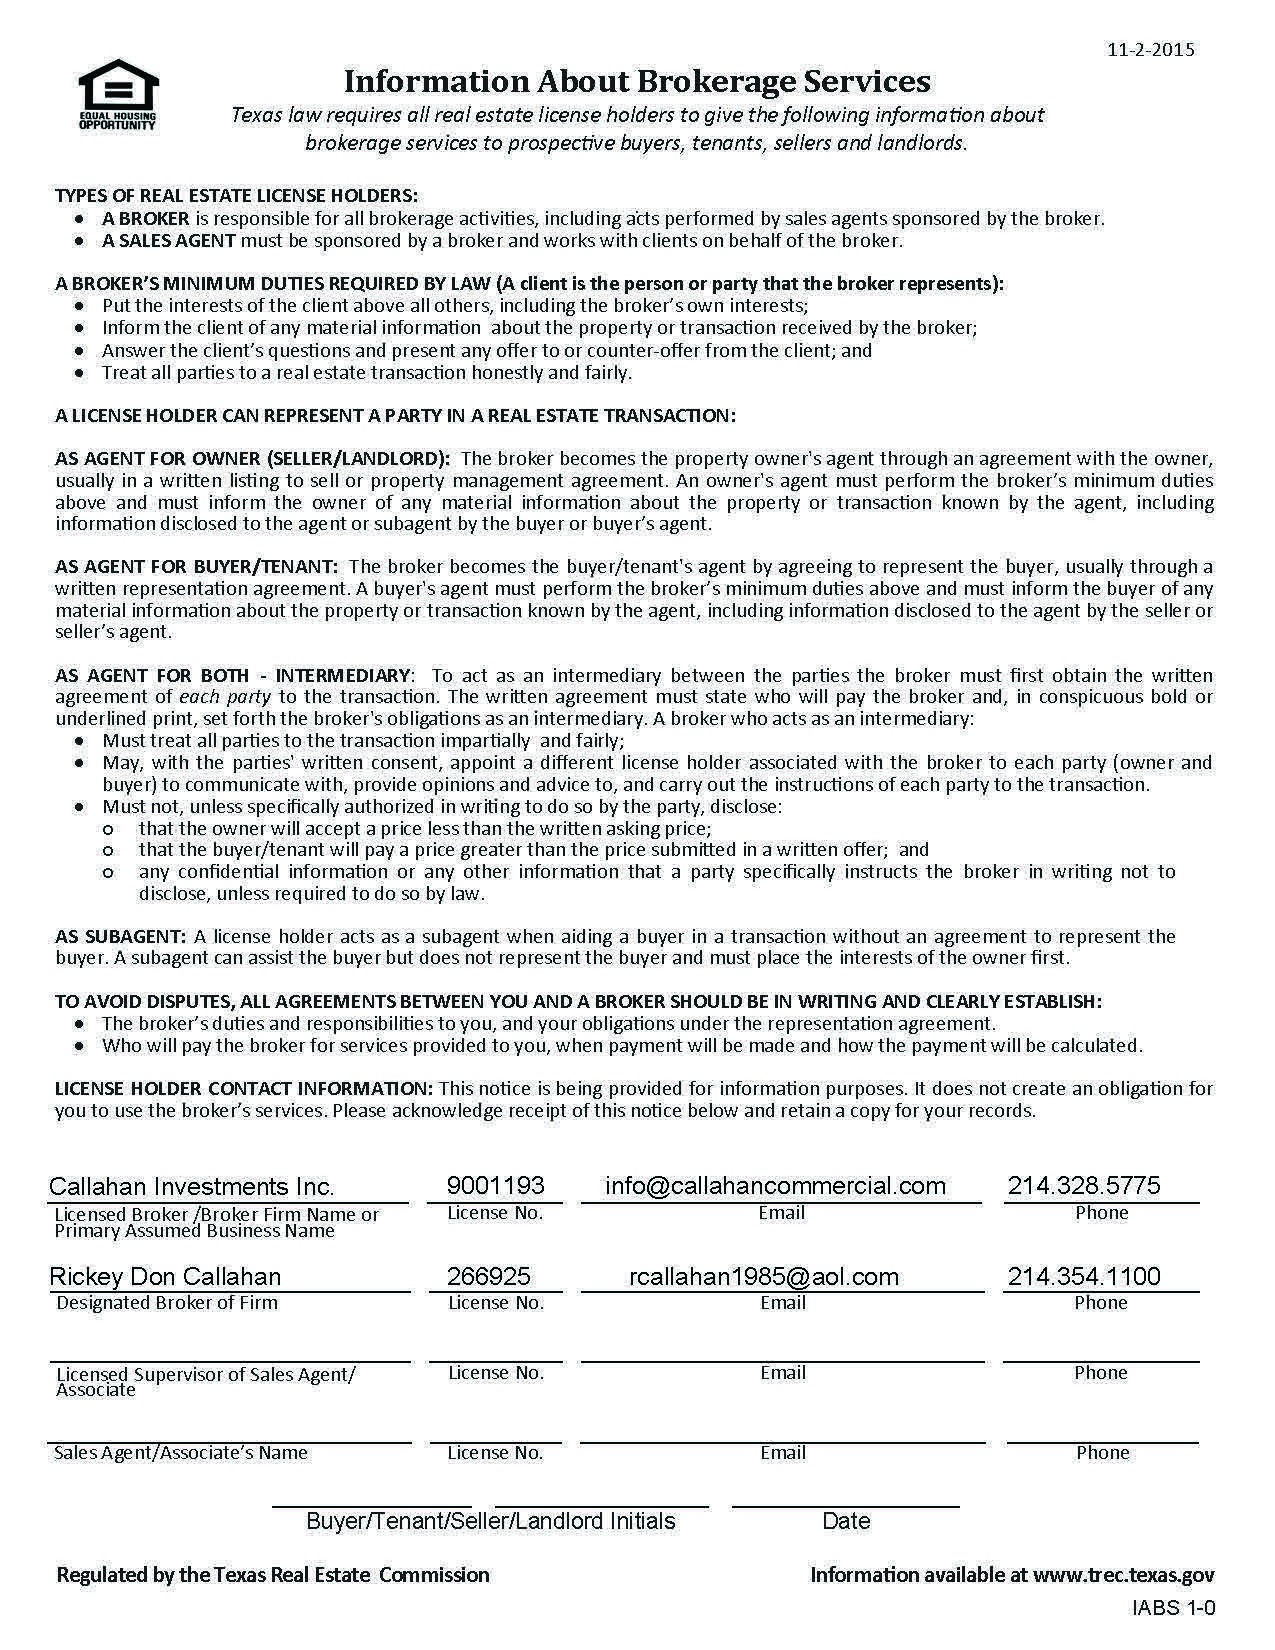 11-2-2015
EQUAL HOUSING
OPPORTUNITY
Information About Brokerage Services
Texas law requires all real estate license holders to give the following information about
brokerage services to prospective buyers, tenants, sellers and landlords.
TYPES OF REAL ESTATE LICENSE HOLDERS:
• A BROKER is responsible for all brokerage activities, including acts performed by sales agents sponsored by the broker.
• A SALES AGENT must be sponsored by a broker and works with clients on behalf of the broker.
A BROKER’S MINIMUM DUTIES REQUIRED BY LAW (A client is the person or party that the broker represents):
• Put the interests of the client above all others, including the broker’s own interests;
• Inform the client of any material information about the property or transaction received by the broker;
• Answer the client’s questions and present any offer to or counter-offer from the client; and
• Treat all parties to a real estate transaction honestly and fairly.
A LICENSE HOLDER CAN REPRESENT A PARTY IN A REAL ESTATE TRANSACTION:
AS AGENT FOR OWNER (SELLER/LANDLORD): The broker becomes the property owner's agent through an agreement with the owner,
usually in a written listing to sell or property management agreement. An owner's agent must perform the broker’s minimum duties
above and must inform the owner of any material information about the property or transaction known by the agent, including
information disclosed to the agent or subagent by the buyer or buyer’s agent.
AS AGENT FOR BUYER/TENANT: The broker becomes the buyer/tenant's agent by agreeing to represent the buyer, usually through a
written representation agreement. A buyer's agent must perform the broker’s minimum duties above and must inform the buyer of any
material information about the property or transaction known by the agent, including information disclosed to the agent by the seller or
seller’s agent.
AS AGENT FOR BOTH - INTERMEDIARY: To act as an intermediary between the parties the broker must first obtain the written
agreement of each party to the transaction. The written agreement must state who will pay the broker and, in conspicuous bold or
underlined print, set forth the broker's obligations as an intermediary. A broker who acts as an intermediary:
• Must treat all parties to the transaction impartially and fairly;
• May, with the parties' written consent, appoint a different license holder associated with the broker to each party (owner and
buyer) to communicate with, provide opinions and advice to, and carry out the instructions of each party to the transaction.
• Must not, unless specifically authorized in writing to do so by the party, disclose:
o that the owner will accept a price less than the written asking price;
o that the buyer/tenant will pay a price greater than the price submitted in a written offer; and
o any confidential information or any other information that a party specifically instructs the broker in writing not to
disclose, unless required to do so by law.
AS SUBAGENT: A license holder acts as a subagent when aiding a buyer in a transaction without an agreement to represent the
buyer. A subagent can assist the buyer but does not represent the buyer and must place the interests of the owner first.
TO AVOID DISPUTES, ALL AGREEMENTS BETWEEN YOU AND A BROKER SHOULD BE IN WRITING AND CLEARLY ESTABLISH:
• The broker’s duties and responsibilities to you, and your obligations under the representation agreement.
• Who will pay the broker for services provided to you, when payment will be made and how the payment will be calculated.
LICENSE HOLDER CONTACT INFORMATION: This notice is being provided for information purposes. It does not create an obligation for
you to use the broker’s services. Please acknowledge receipt of this notice below and retain a copy for your records.
Callahan Investments Inc. 9001193 info@callahancommercial.com 214.328.5775
Licensed Broker /Broker Firm Name or License No. Email Phone
Primary Assumed Business Name
Rickey Don Callahan 266925 rcallahan1985@aol.com 214.354.1100
Designated Broker of Firm License No. Email Phone
Licensed Supervisor of Sales Agent/ License No. Email Phone
Associate
Sales Agent/Associate’s Name License No. Email Phone
Buyer/Tenant/Seller/Landlord Initials Date
Regulated by the Texas Real Estate Commission Information available at www.trec.texas.gov
IABS 1-0